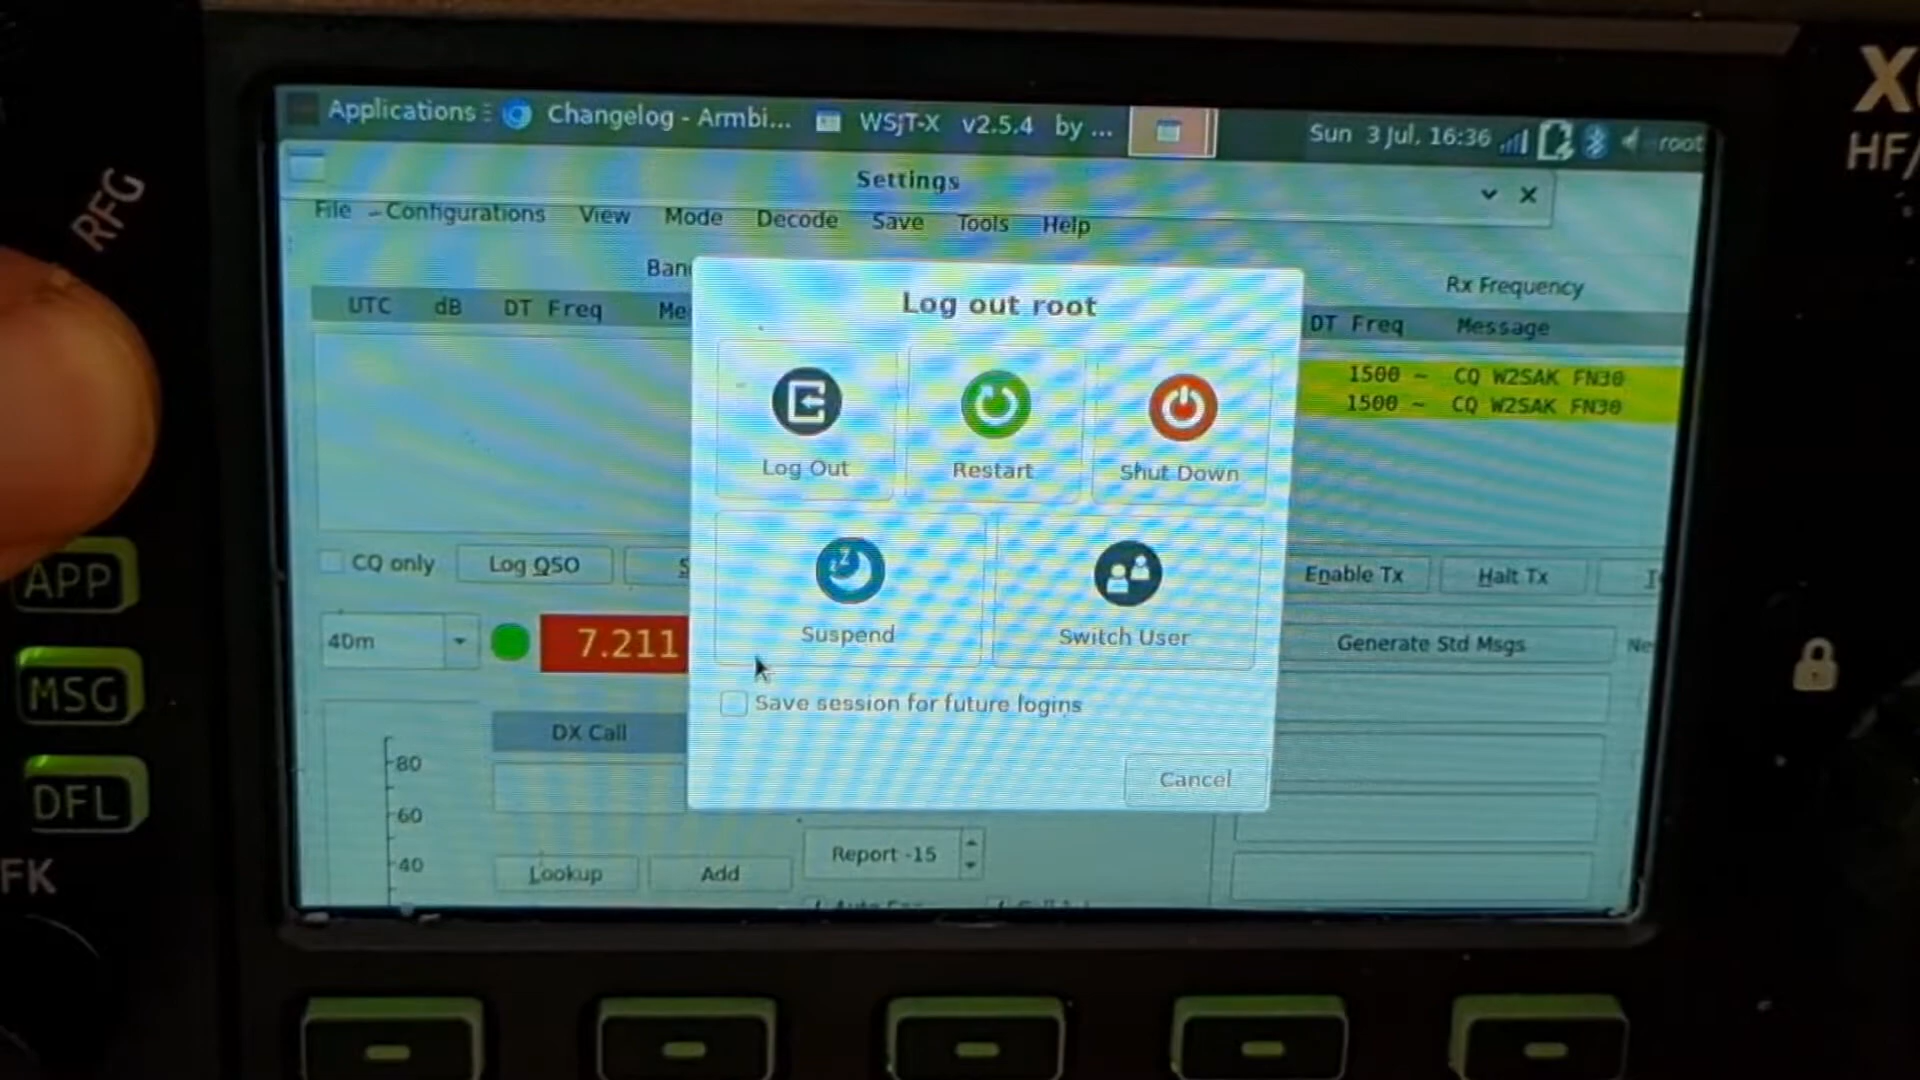 Applications Changelog - Armbi... WSJT-X v2.5.4 by ... Sun 3 Jul, 16:36 root
Settings
File Configurations View Mode Decode Save Tools Help
Rx Frequency
UTC dB DT Freq
DT Freq Message
1500 ~ CQ W2SAK FN30
1500 ~ CQ W2SAK FN30
Log out root
Log Out Restart Shut Down
Suspend Switch User
Save session for future logins
Cancel
CQ only Log QSO
Enable Tx Halt Tx
40m 7.211
Generate Std Msgs
DX Call
80
60
40
Lookup Add
Report -15
RFG
APP
MSG
DFL
FK
HF/